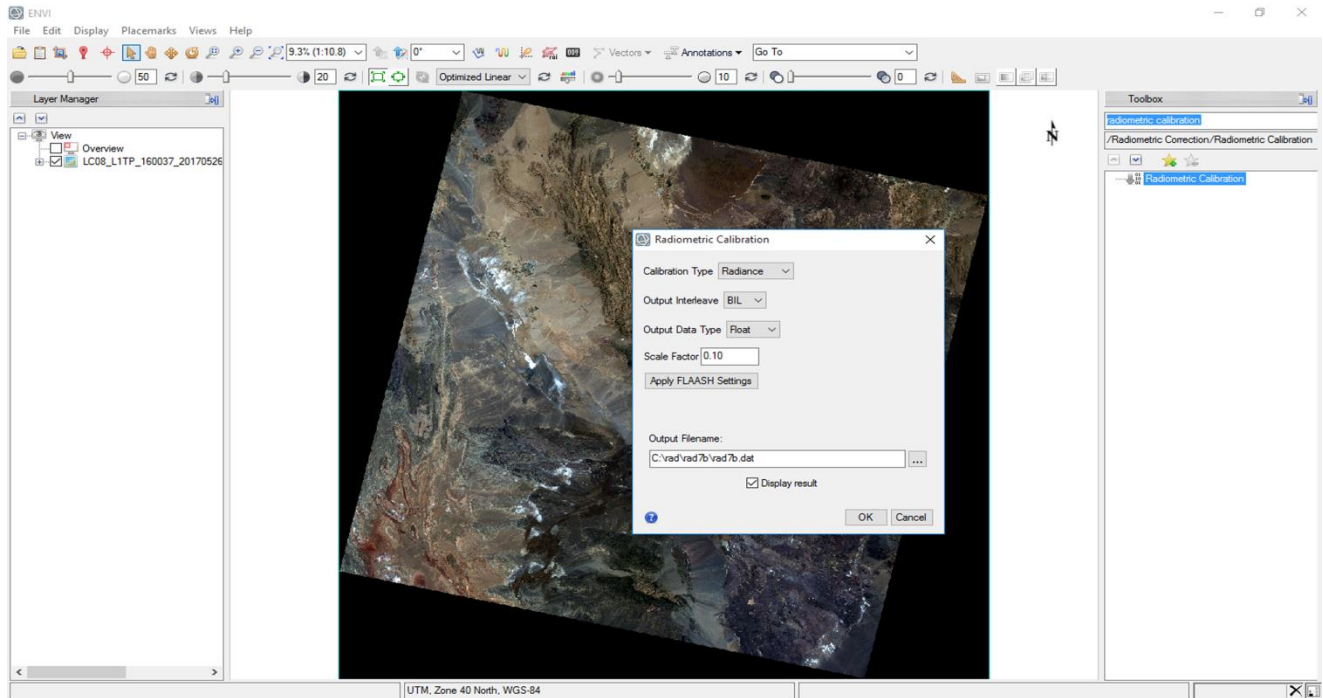 ENVI
File Edit Display Placemarks Views Help
9.3% (1:10.8) 0° Vectors Annotations Go To
50 20 Optimized Linear 10 0
Layer Manager
View
Overview
LC08_L1TP_160037_20170526
N
Toolbox
radiometric calibration
/Radiometric Correction/Radiometric Calibration
Radiometric Calibration
Radiometric Calibration
Calibration Type Radiance
Output Interleave BIL
Output Data Type Float
Scale Factor 0.10
Apply FLAASH Settings
Output Filename:
C:\rad\rad7b\rad7b.dat
...
Display result
OK Cancel
UTM, Zone 40 North, WGS-84